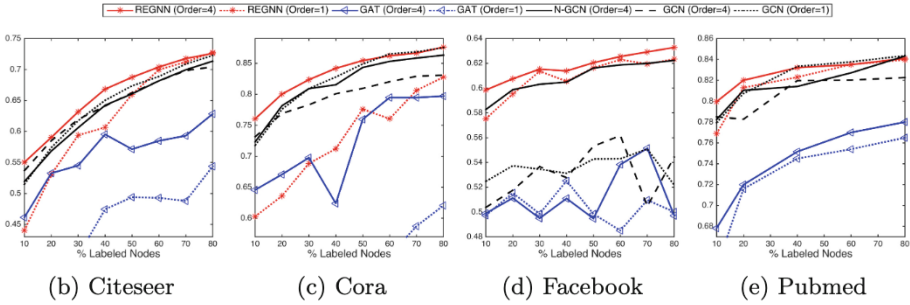 REGNN (Order=4) REGNN (Order=1) GAT (Order=4) GAT (Order=1) N-GCN (Order=4) GCN (Order=4) GCN (Order=1)
0.75
0.7
0.65
0.6
0.55
0.5
0.45
10 20 30 40 50 60 70 80
% Labeled Nodes
(b) Citeseer
0.85
0.8
0.75
0.7
0.65
0.6
10 20 30 40 50 60 70 80
% Labeled Nodes
(c) Cora
0.64
0.62
0.6
0.58
0.56
0.54
0.52
0.5
0.48
10 20 30 40 50 60 70 80
% Labeled Nodes
(d) Facebook
0.86
0.84
0.82
0.8
0.78
0.76
0.74
0.72
0.7
0.68
10 20 40 60 80
% Labeled Nodes
(e) Pubmed